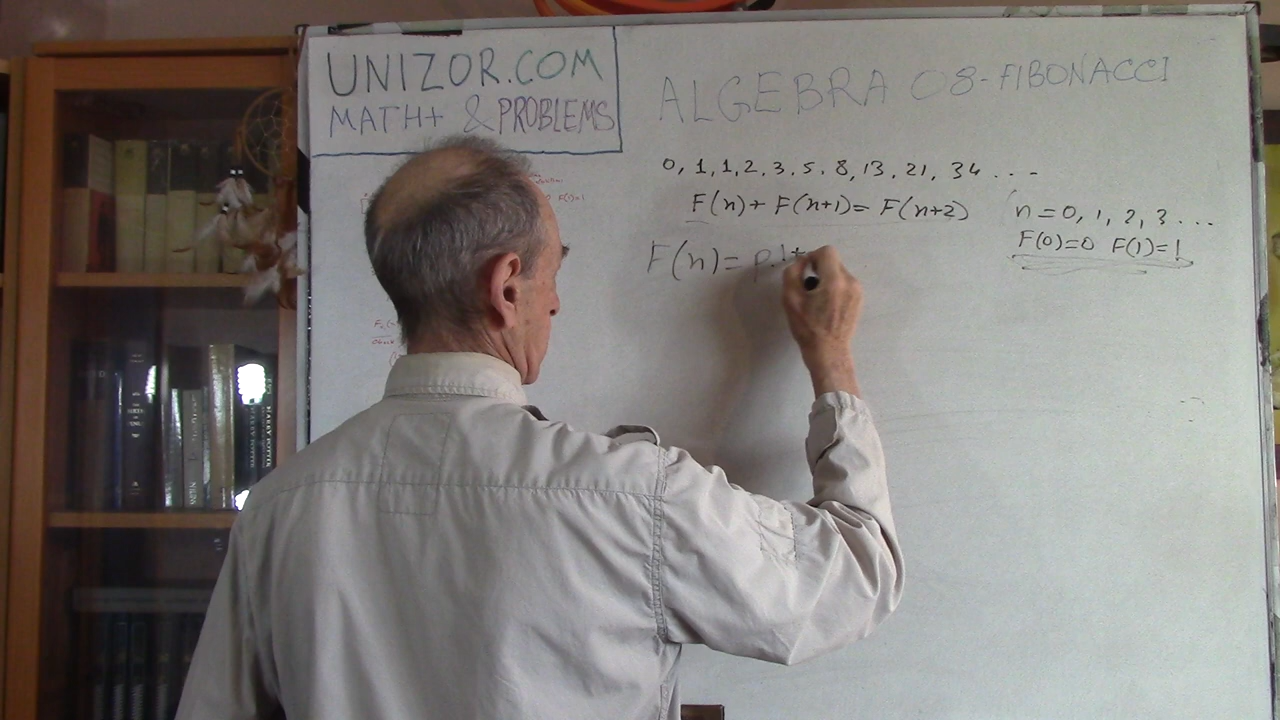 UNIZOR.COM
MATH+ & PROBLEMS
ALGEBRA 08-FIBONACCI
0, 1, 1, 2, 3, 5, 8, 13, 21, 34 ...
F(n)+F(n+1)=F(n+2)
n=0, 1, 2, 3 ...
F(0)=0 F(1)=1
F(n)=